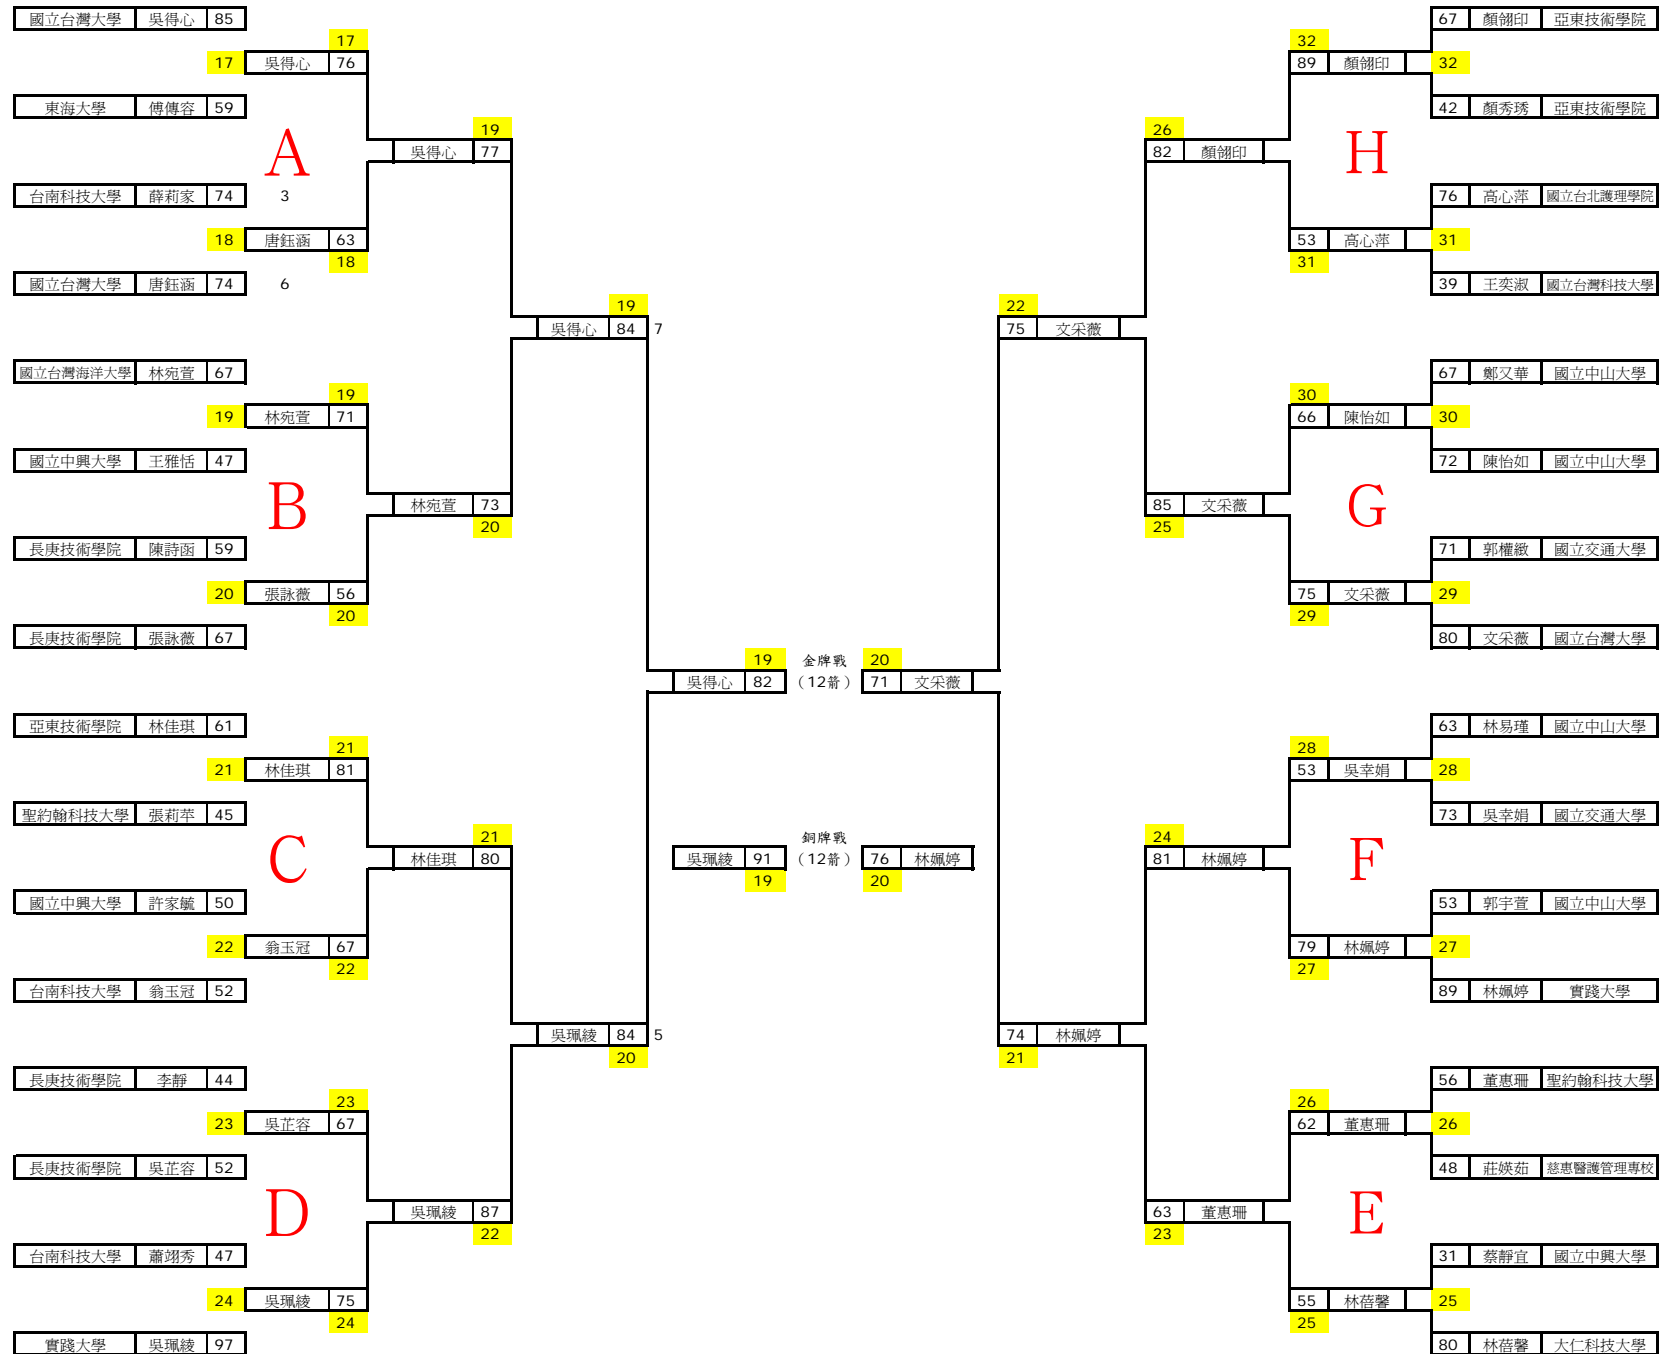 國立台灣大學 吳得心 85 67 顏翎印 亞東技術學院
17 32
17 吳得心 76 89 顏翎印 32
東海大學 傅傳容 59 42 顏秀琇 亞東技術學院
19 26
A 吳得心 77 82 顏翎印 H
台南科技大學 薛莉家 74 3 76 高心萍 國立台北護理學院
18 唐鈺涵 63 53 高心萍 31
18 31
國立台灣大學 唐鈺涵 74 6 39 王奕淑 國立台灣科技大學
19 22
吳得心 84 7 75 文采薇
國立台灣海洋大學 林宛萱 67 67 鄭又華 國立中山大學
19 30
19 林宛萱 71 66 陳怡如 30
國立中興大學 王雅恬 47 72 陳怡如 國立中山大學
B 林宛萱 73 85 文采薇 G
20 25
長庚技術學院 陳詩函 59 71 郭權緻 國立交通大學
20 張詠薇 56 75 文采薇 29
20 29
長庚技術學院 張詠薇 67 80 文采薇 國立台灣大學
19 金牌戰 20
吳得心 82 （12箭） 71 文采薇
亞東技術學院 林佳琪 61 63 林易瑾 國立中山大學
21 28
21 林佳琪 81 53 吳幸娟 28
聖約翰科技大學 張莉苹 45 73 吳幸娟 國立交通大學
21 銅牌戰 24
C 林佳琪 80 吳珮綾 91 （12箭） 76 林姵婷 81 林姵婷 F
19 20
國立中興大學 許家毓 50 53 郭宇萱 國立中山大學
22 翁玉冠 67 79 林姵婷 27
22 27
台南科技大學 翁玉冠 52 89 林姵婷 實踐大學
吳珮綾 84 5 74 林姵婷
20 21
長庚技術學院 李靜 44 56 董惠珊 聖約翰科技大學
23 26
23 吳芷容 67 62 董惠珊 26
長庚技術學院 吳芷容 52 48 莊媖茹 慈惠醫護管理專校
D 吳珮綾 87 63 董惠珊 E
22 23
台南科技大學 蕭翊秀 47 31 蔡靜宜 國立中興大學
24 吳珮綾 75 55 林蓓馨 25
24 25
實踐大學 吳珮綾 97 80 林蓓馨 大仁科技大學